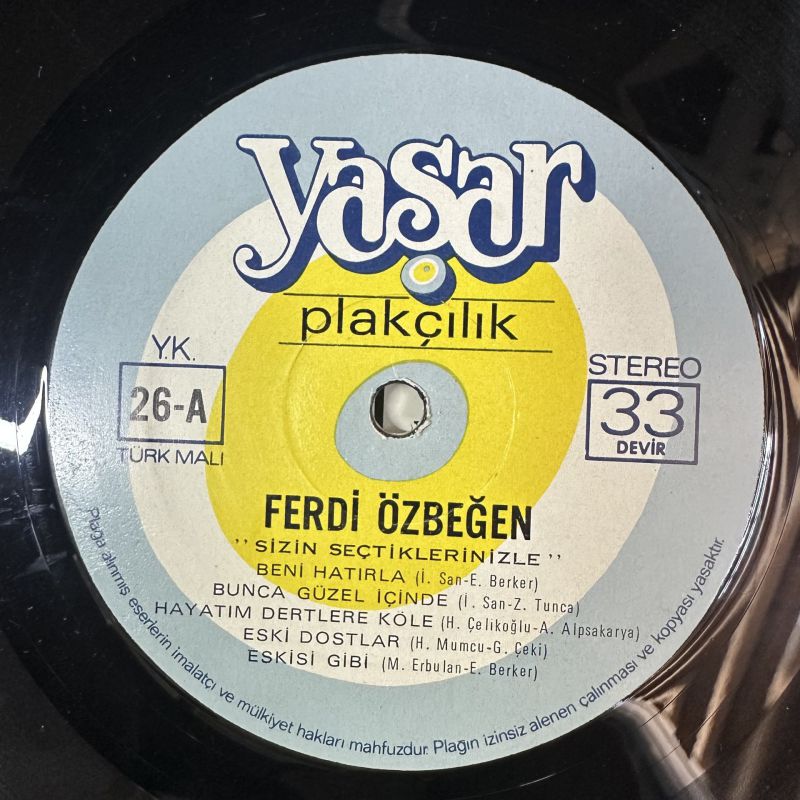 yaşar
plakçılık
Y.K.
26-A
TÜRK MALI
STEREO
33
DEVİR
FERDİ ÖZBEĞEN
"SİZİN SEÇTİKLERİNİZLE"
BENİ HATIRLA (İ. San-E. Berker)
BUNCA GÜZEL İÇİNDE (İ. San-Z. Tunca)
HAYATIM DERTLERE KÖLE (H. Çelikoğlu-A. Alpsakarya)
ESKİ DOSTLAR (H. Mumcu-G. Çeki)
ESKİSİ GİBİ (M. Erbulan-E. Berker)
Plağa alınmış eserlerin imalatçı ve mülkiyet hakları mahfuzdur. Plağın izinsiz alenen çalınması ve kopyası yasaktır.